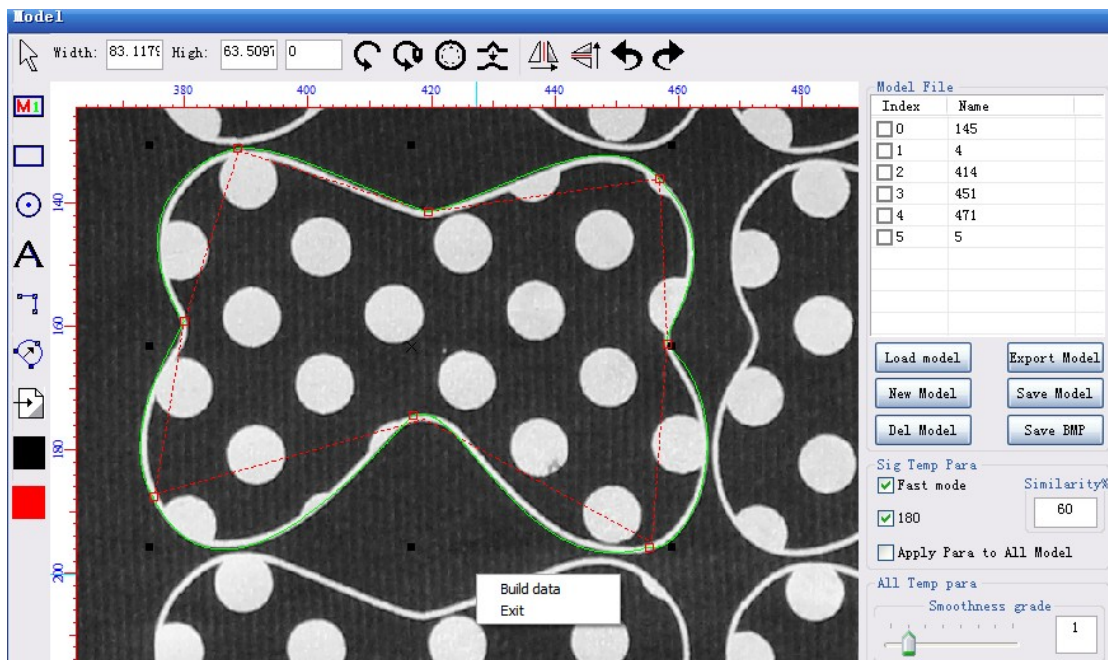 Model
Width: 83.1179 High: 63.5097 0
M1
A
380 400 420 440 460 480
140
160
180
200
Build data
Exit
Model File
Index Name
0 145
1 4
2 414
3 451
4 471
5 5
Load model Export Model
New Model Save Model
Del Model Save BMP
Sig Temp Para
Fast mode Similarity%
180 60
Apply Para to All Model
All Temp para
Smoothness grade
1